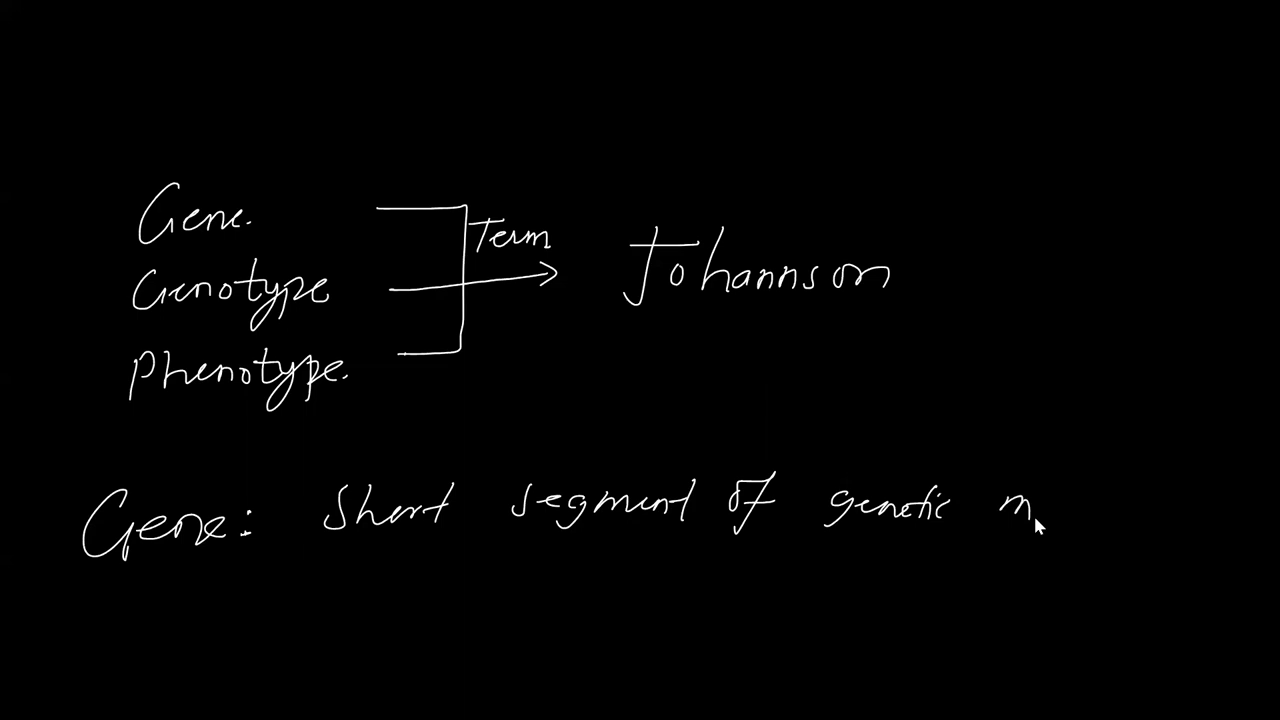 Gene.
Term
Genotype
Johannson
Phenotype.
Gene: Short segment of genetic m